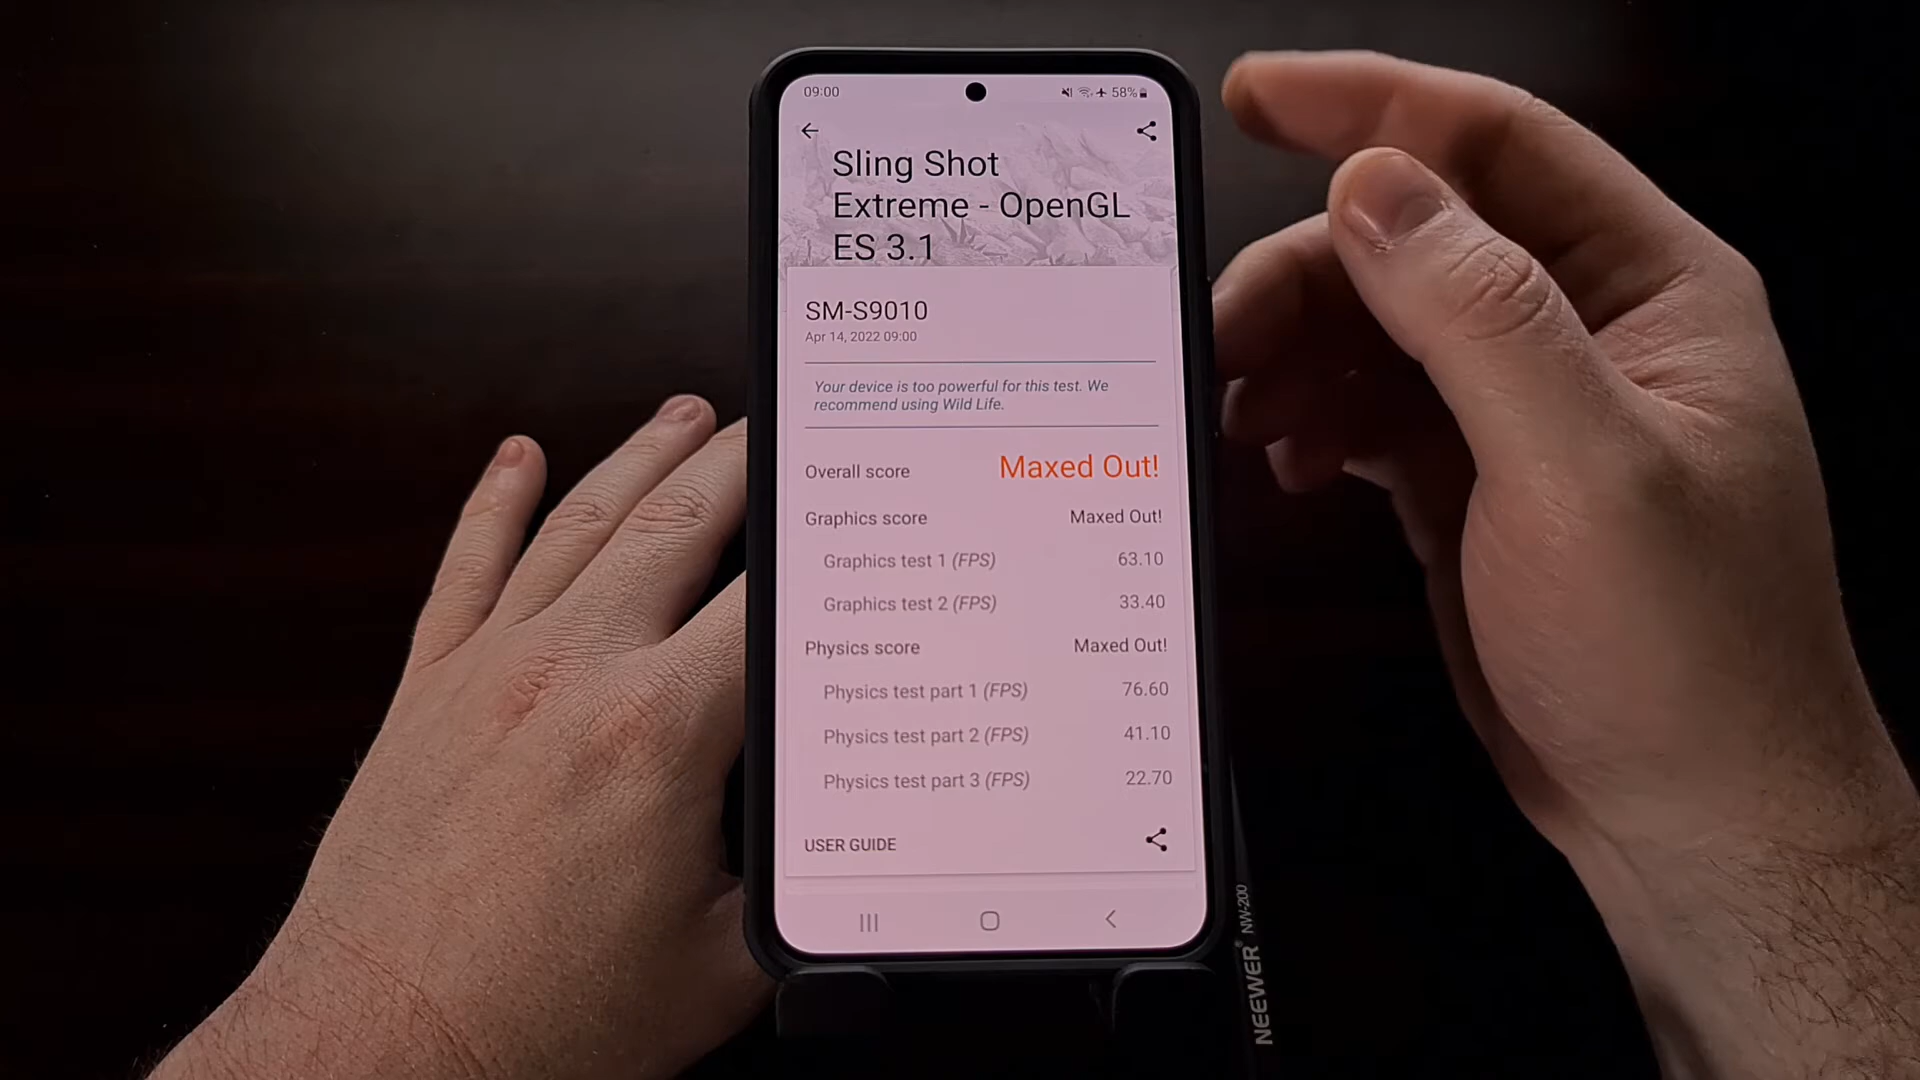 09:00
58%
Sling Shot
Extreme - OpenGL
ES 3.1
SM-S9010
Apr 14, 2022 09:00
Your device is too powerful for this test. We
recommend using Wild Life.
Overall score Maxed Out!
Graphics score Maxed Out!
Graphics test 1 (FPS) 63.10
Graphics test 2 (FPS) 33.40
Physics score Maxed Out!
Physics test part 1 (FPS) 76.60
Physics test part 2 (FPS) 41.10
Physics test part 3 (FPS) 22.70
USER GUIDE
NEEWER® NW-200